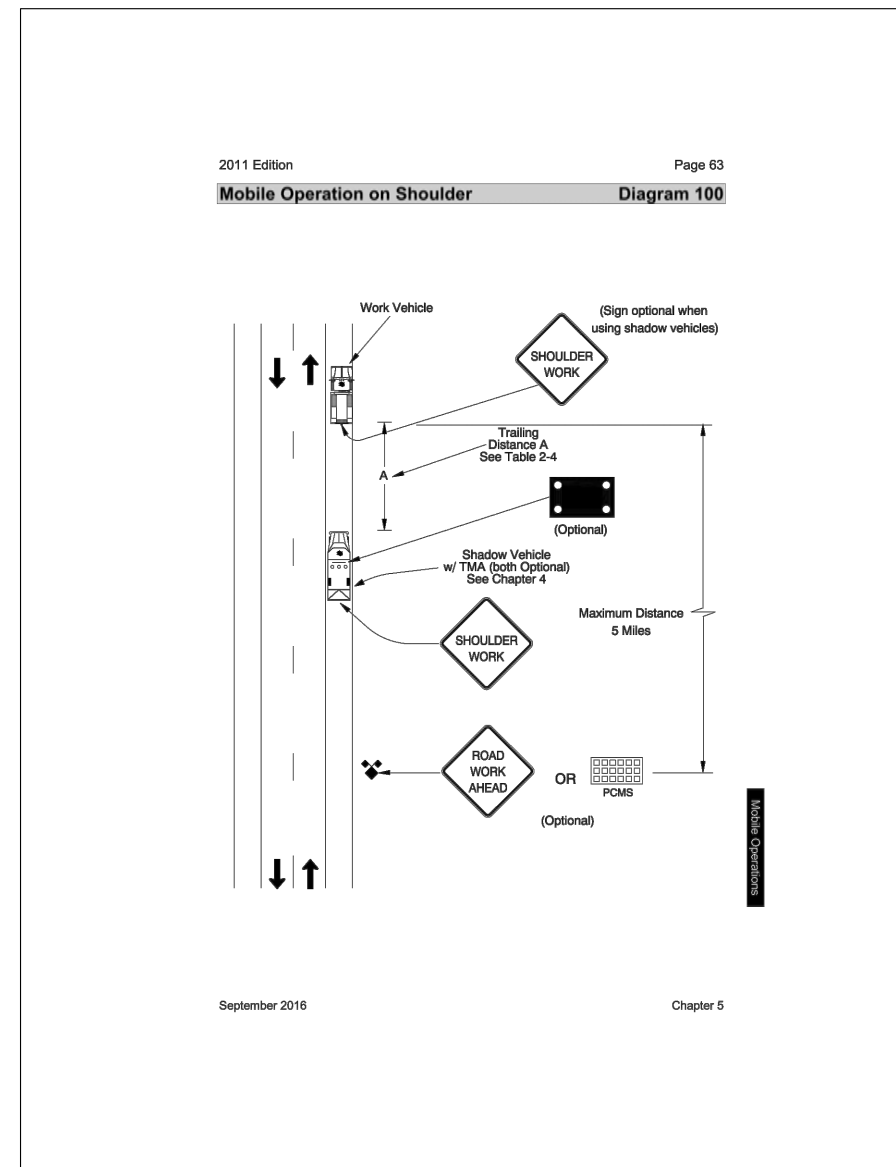 2011 Edition
Page 63
Mobile Operation on Shoulder
Diagram 100
Work Vehicle
(Sign optional when
using shadow vehicles)
SHOULDER
WORK
Trailing
Distance A
See Table 2-4
A
(Optional)
Shadow Vehicle
w/ TMA (both Optional)
See Chapter 4
Maximum Distance
5 Miles
SHOULDER
WORK
ROAD
WORK
AHEAD
OR
PCMS
(Optional)
Mobile Operations
September 2016
Chapter 5